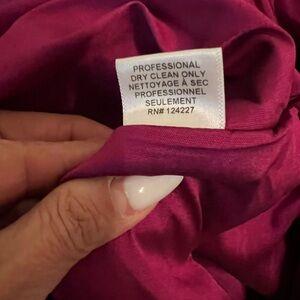 PROFESSIONAL
DRY CLEAN ONLY
NETTOYAGE À SEC
PROFESSIONNEL
SEULEMENT
RN# 124227